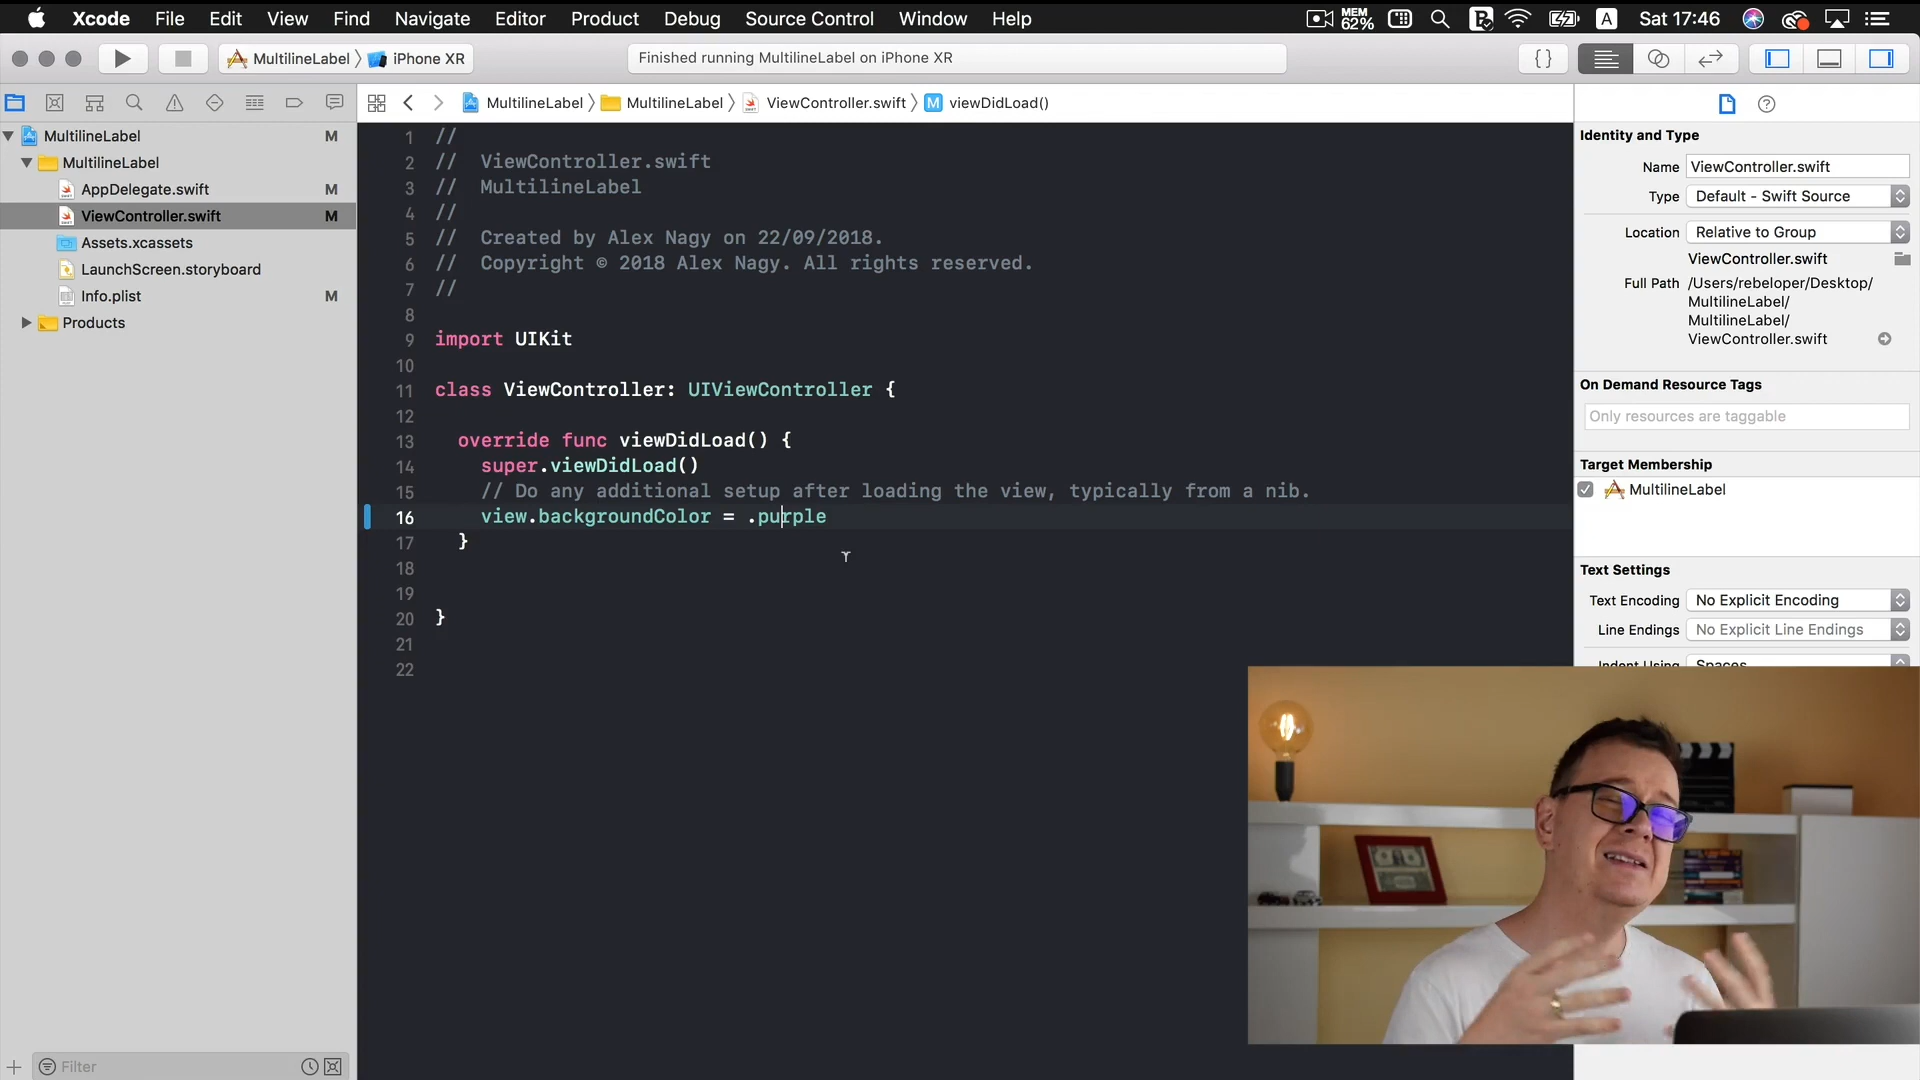 Xcode File Edit View Find Navigate Editor Product Debug Source Control Window Help MEM 62% A Sat 17:46
MultilineLabel iPhone XR Finished running MultilineLabel on iPhone XR {}
MultilineLabel MultilineLabel ViewController.swift M viewDidLoad()
MultilineLabel M
MultilineLabel
AppDelegate.swift M
ViewController.swift M
Assets.xcassets
LaunchScreen.storyboard
Info.plist M
Products
Filter
1 //
2 // ViewController.swift
3 // MultilineLabel
4 //
5 // Created by Alex Nagy on 22/09/2018.
6 // Copyright © 2018 Alex Nagy. All rights reserved.
7 //
8
9 import UIKit
10
11 class ViewController: UIViewController {
12
13 override func viewDidLoad() {
14 super.viewDidLoad()
15 // Do any additional setup after loading the view, typically from a nib.
16 view.backgroundColor = .purple
17 }
18
19
20 }
21
22
Identity and Type
Name ViewController.swift
Type Default - Swift Source
Location Relative to Group
ViewController.swift
Full Path /Users/rebeloper/Desktop/
MultilineLabel/
MultilineLabel/
ViewController.swift
On Demand Resource Tags
Only resources are taggable
Target Membership
MultilineLabel
Text Settings
Text Encoding No Explicit Encoding
Line Endings No Explicit Line Endings
Indent Using Spaces